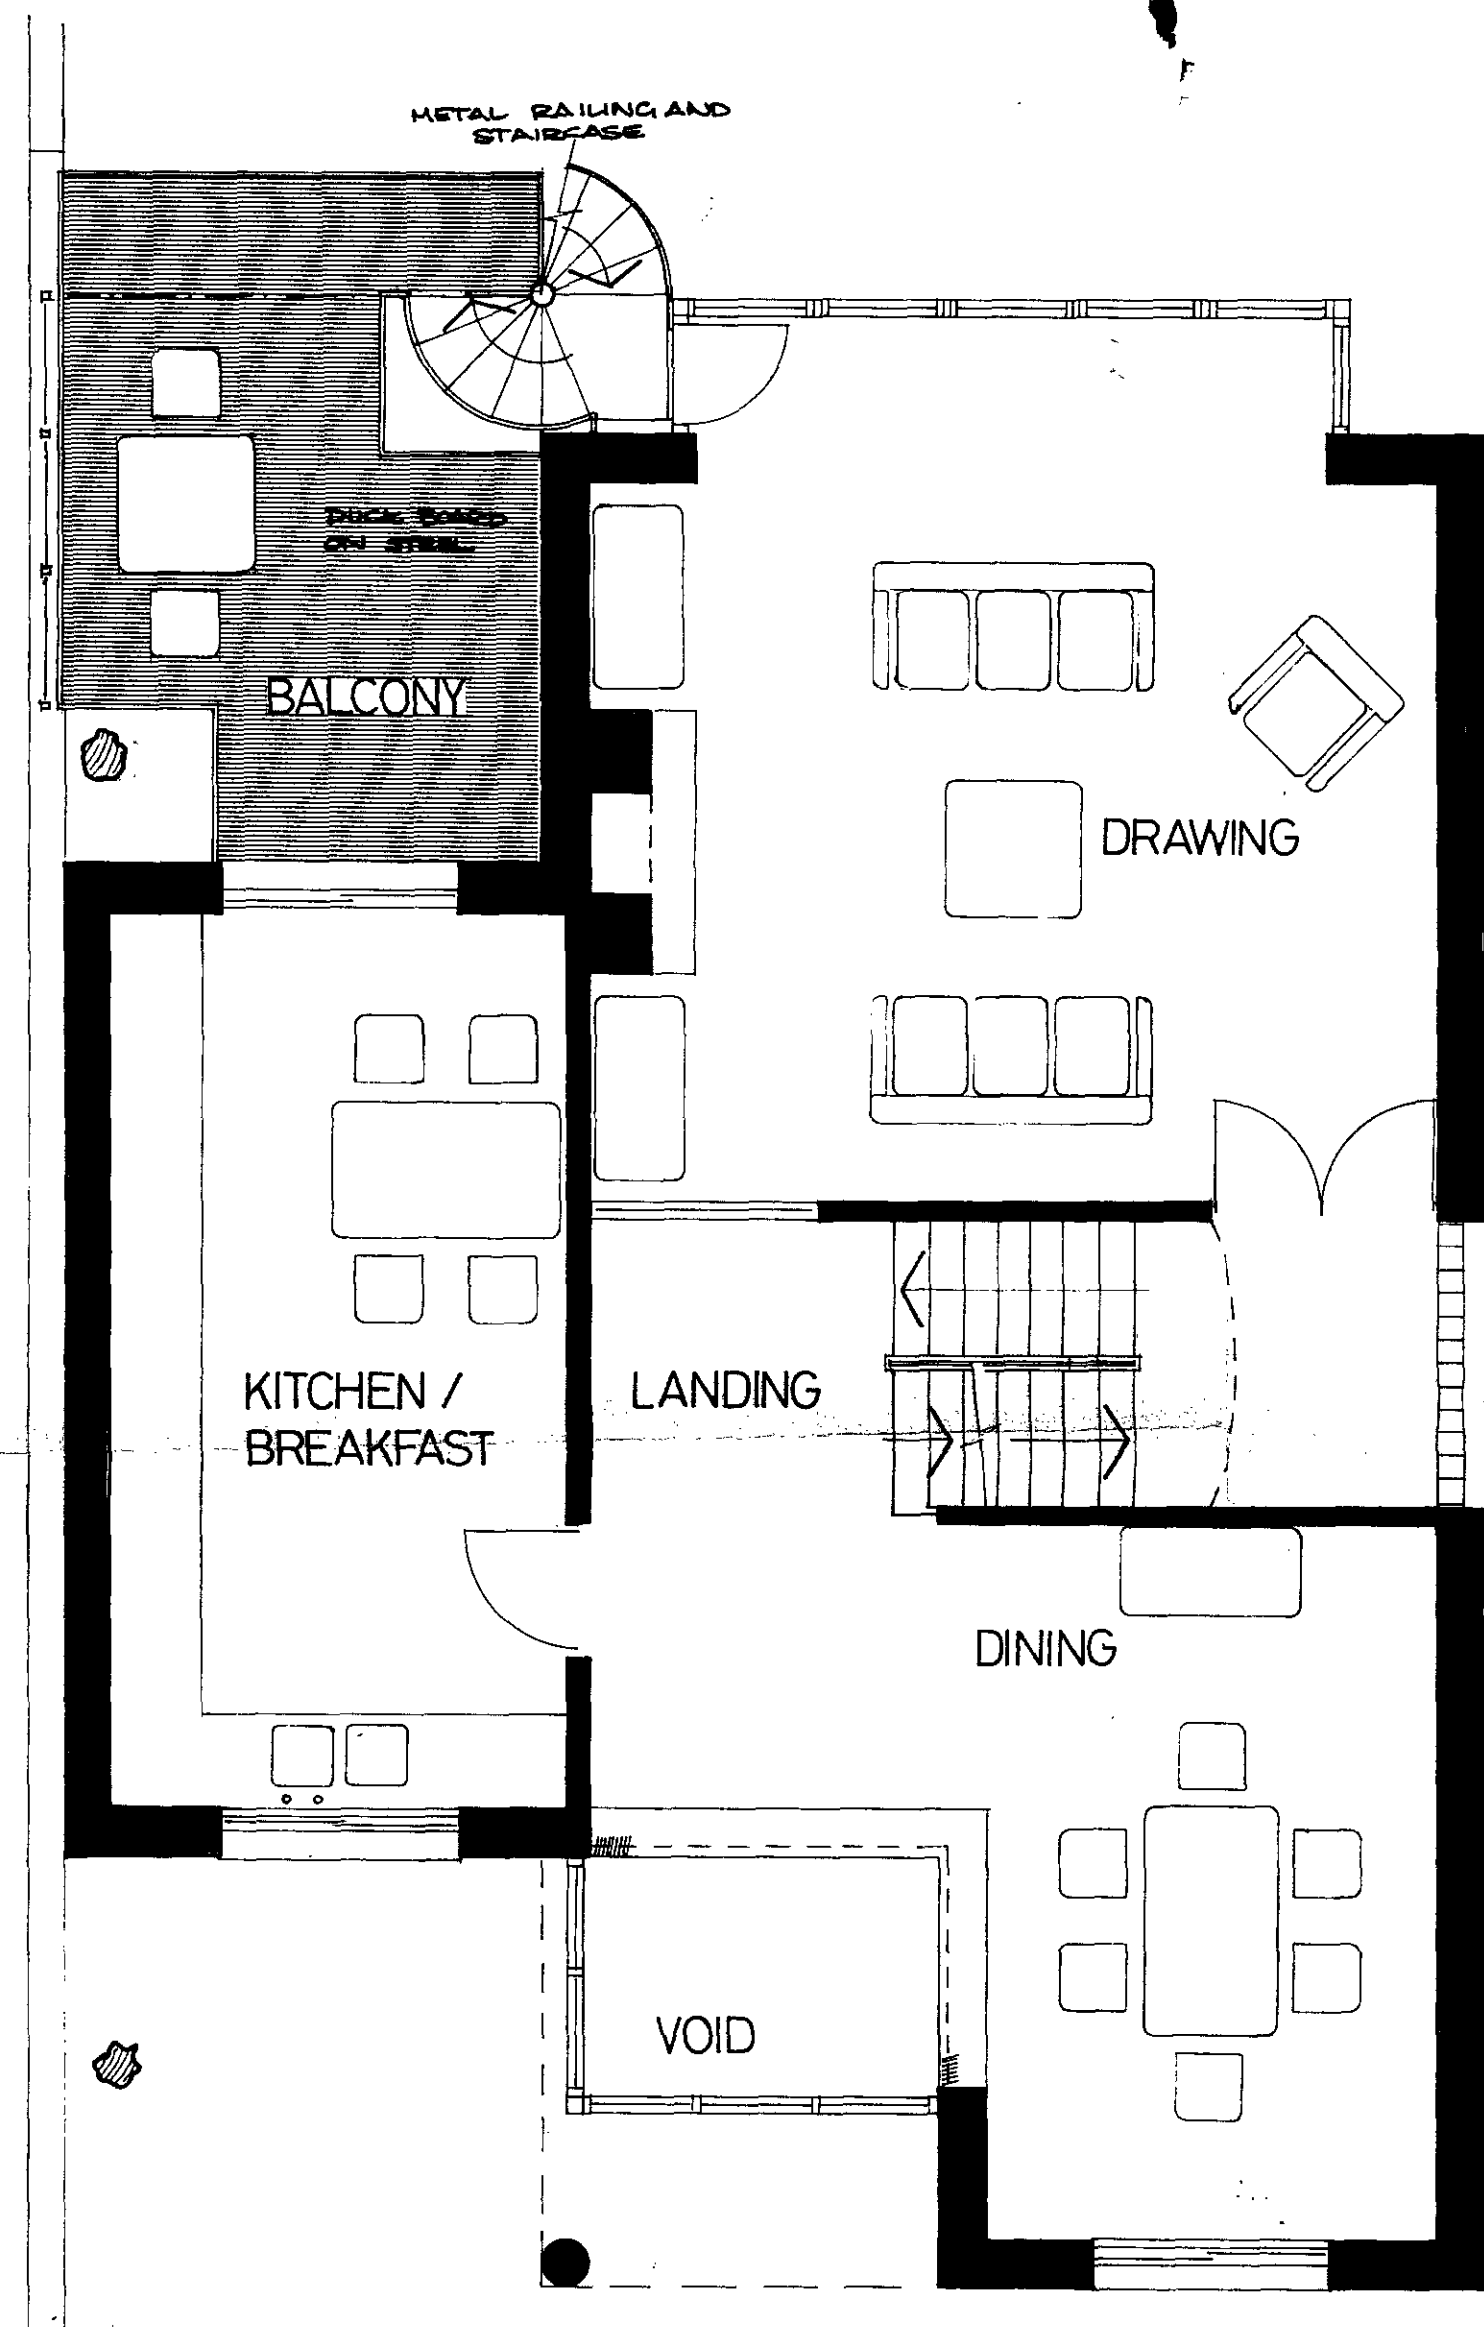 METAL RAILING AND
STAIRCASE
DUCK BOARD
ON STEEL
BALCONY
DRAWING
KITCHEN /
BREAKFAST
LANDING
DINING
VOID